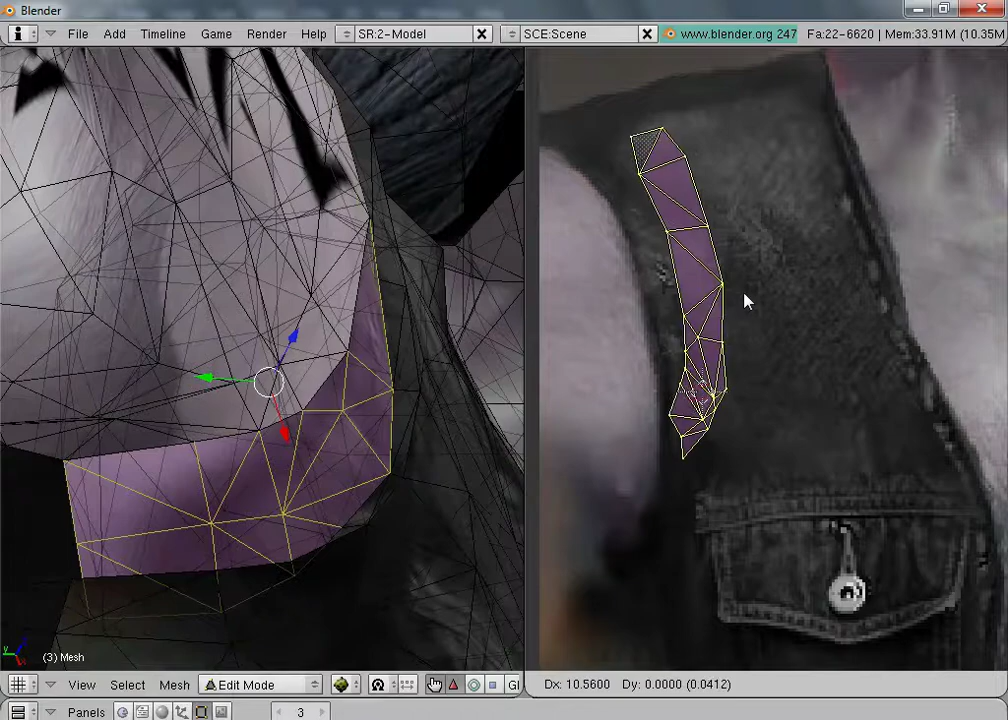 Blender
File Add Timeline Game Render Help SR:2-Model SCE:Scene www.blender.org 247 Fa:22-6620 | Mem:33.91M (10.35M
y z x
(3) Mesh
View Select Mesh Edit Mode Gl Dx: 10.5600 Dy: 0.0000 (0.0412)
Panels 3